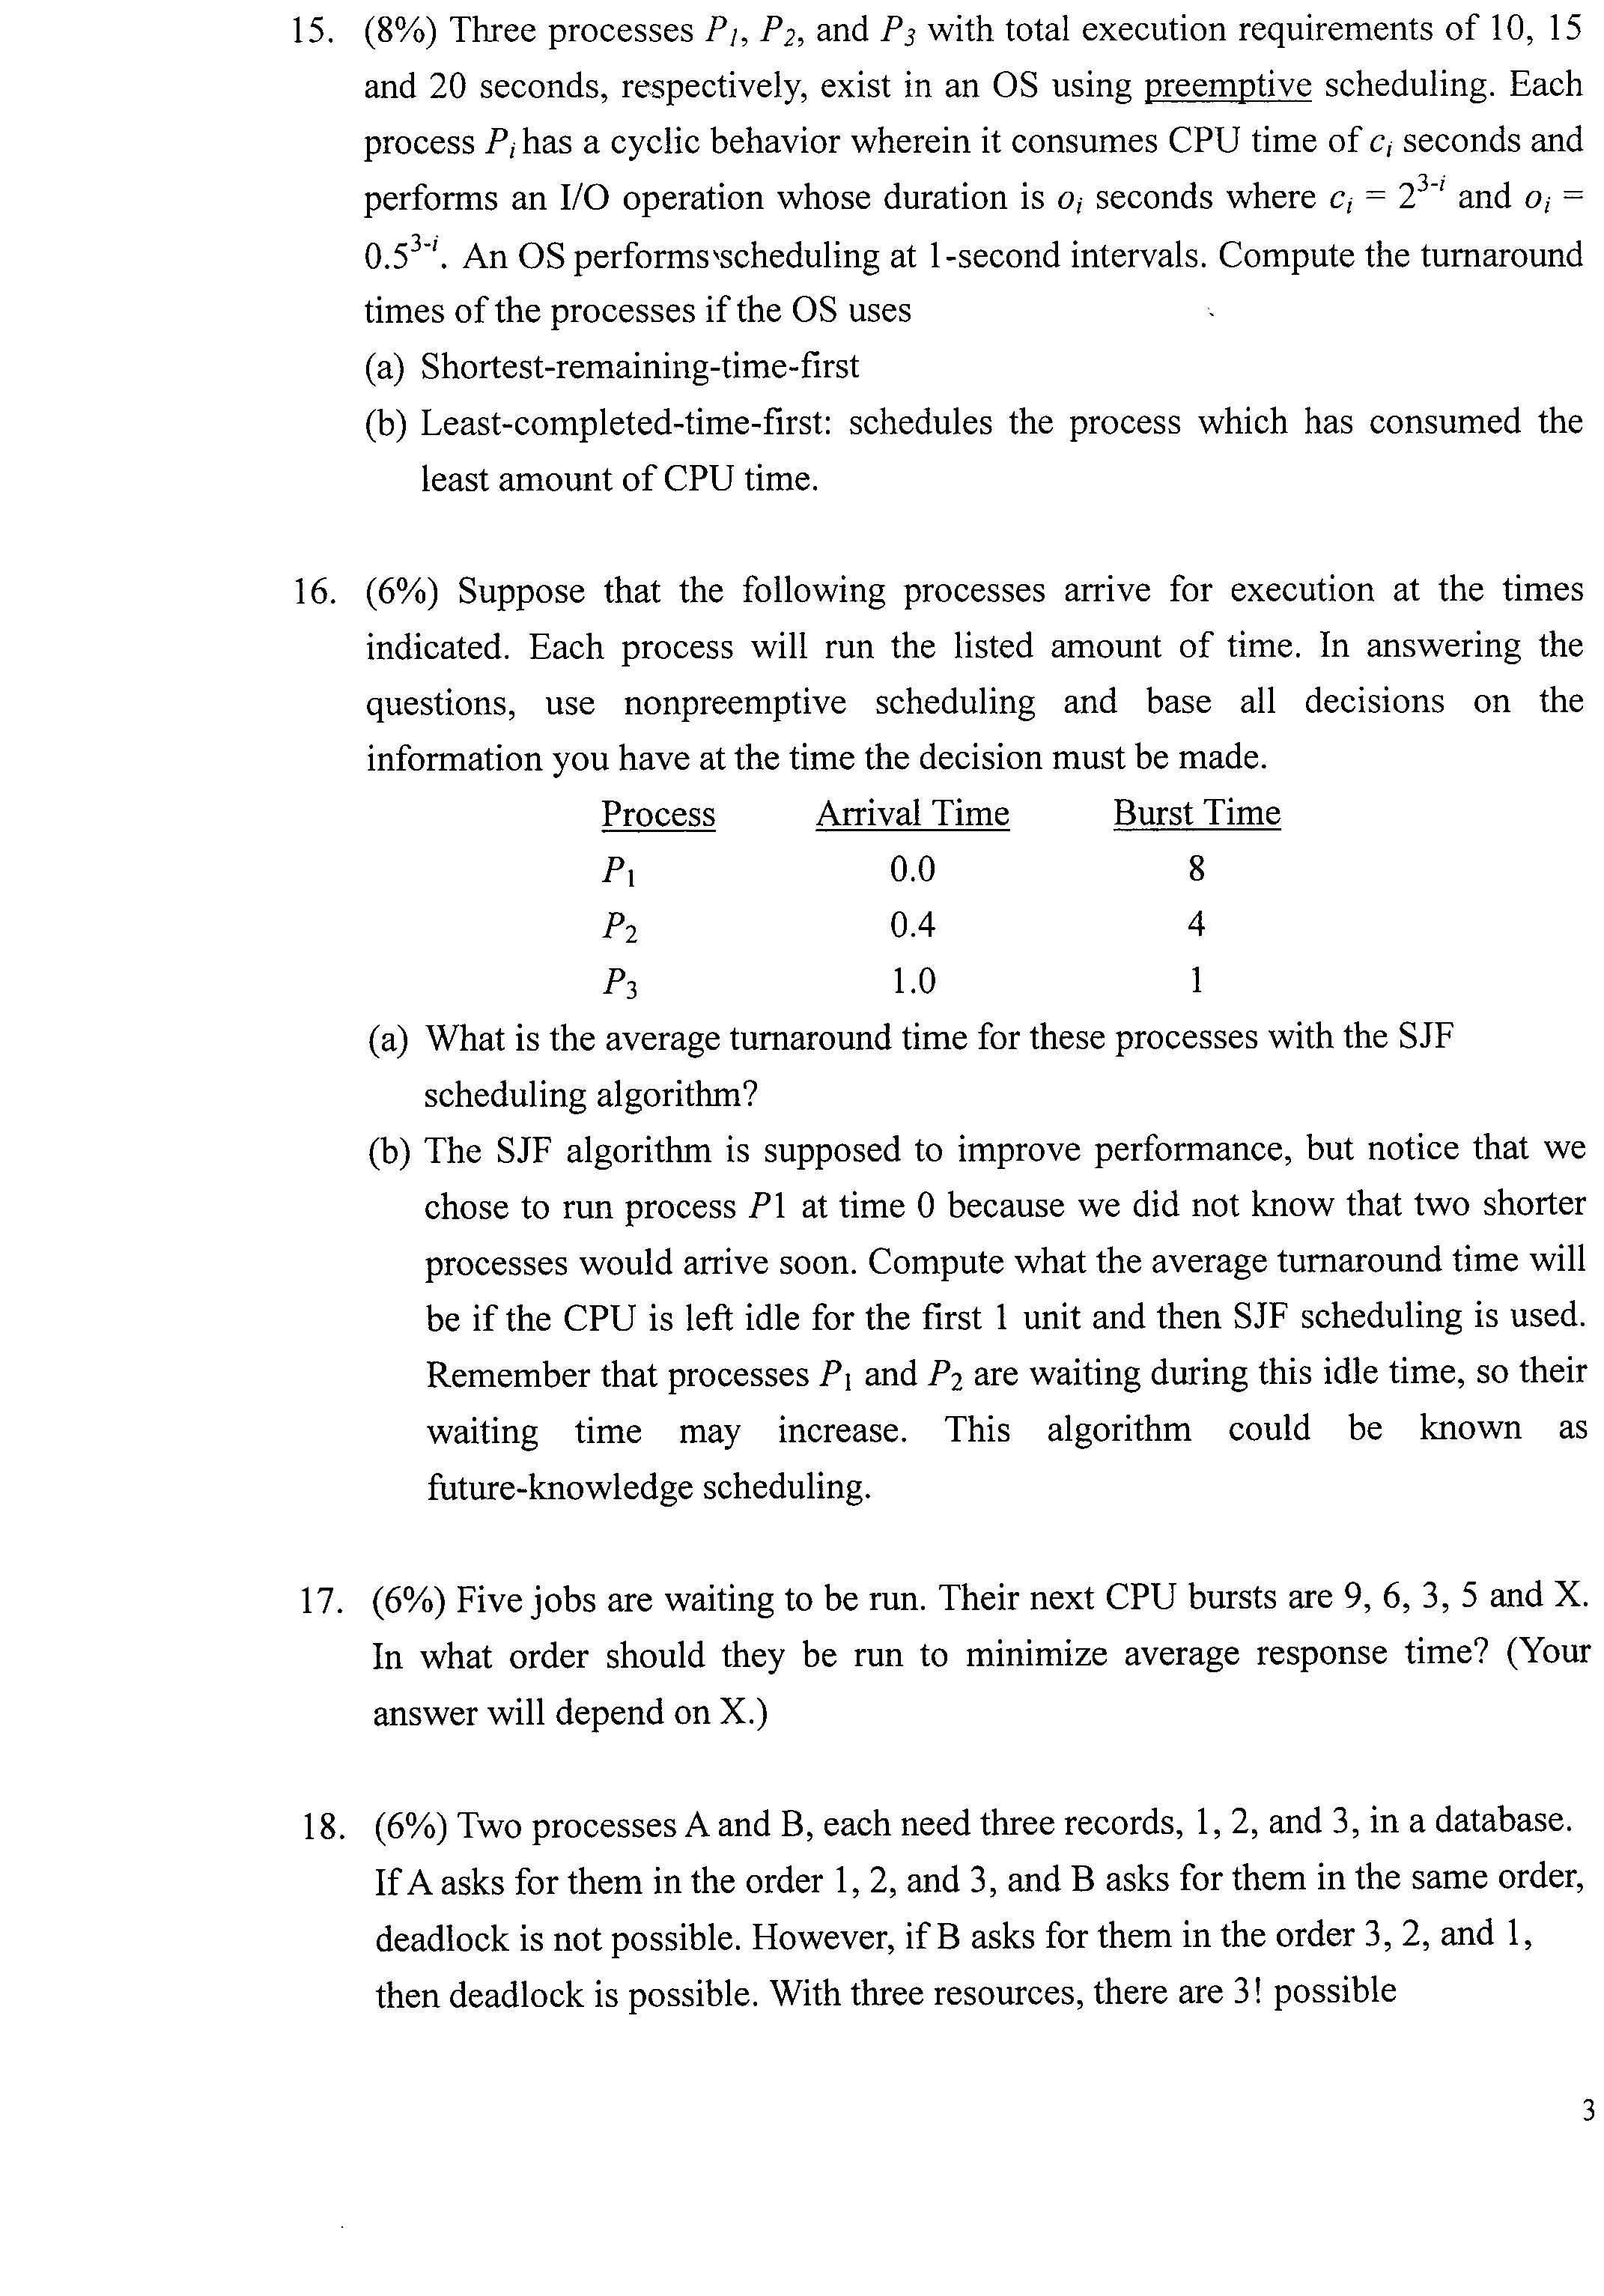 15. (8%) Three processes P1, P2, and P3 with total execution requirements of 10, 15
and 20 seconds, respectively, exist in an OS using preemptive scheduling. Each
process Pi has a cyclic behavior wherein it consumes CPU time of ci seconds and
performs an I/O operation whose duration is oi seconds where ci = 2^3-i and oi =
0.5^3-i. An OS performs scheduling at 1-second intervals. Compute the turnaround
times of the processes if the OS uses
(a) Shortest-remaining-time-first
(b) Least-completed-time-first: schedules the process which has consumed the
least amount of CPU time.
16. (6%) Suppose that the following processes arrive for execution at the times
indicated. Each process will run the listed amount of time. In answering the
questions, use nonpreemptive scheduling and base all decisions on the
information you have at the time the decision must be made.
Process Arrival Time Burst Time
P1 0.0 8
P2 0.4 4
P3 1.0 1
(a) What is the average turnaround time for these processes with the SJF
scheduling algorithm?
(b) The SJF algorithm is supposed to improve performance, but notice that we
chose to run process P1 at time 0 because we did not know that two shorter
processes would arrive soon. Compute what the average turnaround time will
be if the CPU is left idle for the first 1 unit and then SJF scheduling is used.
Remember that processes P1 and P2 are waiting during this idle time, so their
waiting time may increase. This algorithm could be known as
future-knowledge scheduling.
17. (6%) Five jobs are waiting to be run. Their next CPU bursts are 9, 6, 3, 5 and X.
In what order should they be run to minimize average response time? (Your
answer will depend on X.)
18. (6%) Two processes A and B, each need three records, 1, 2, and 3, in a database.
If A asks for them in the order 1, 2, and 3, and B asks for them in the same order,
deadlock is not possible. However, if B asks for them in the order 3, 2, and 1,
then deadlock is possible. With three resources, there are 3! possible
3